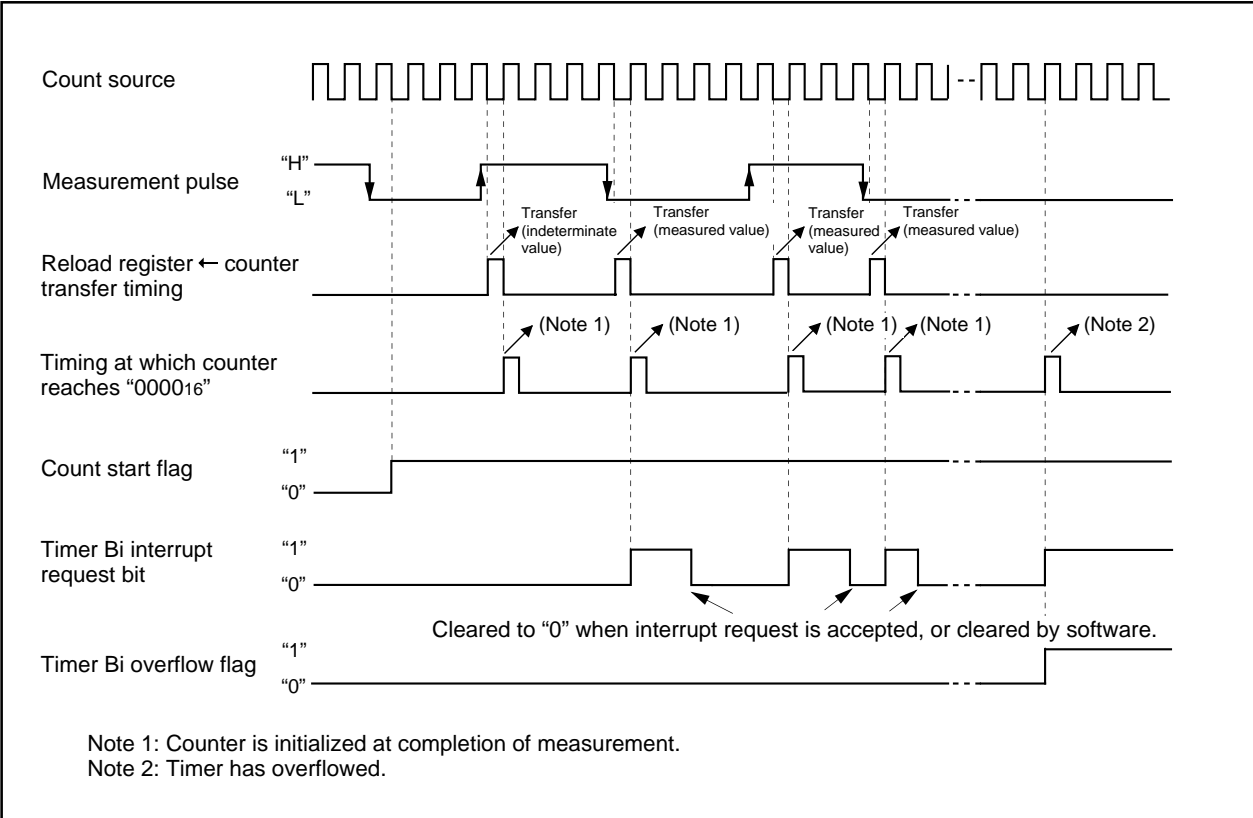 Count source
“H”
Measurement pulse
“L”
Transfer
(indeterminate
value)
Transfer
(measured value)
Transfer
(measured
value)
Transfer
(measured value)
Reload register ← counter
transfer timing
(Note 1)
(Note 1)
(Note 1)
(Note 1)
(Note 2)
Timing at which counter
reaches “000016”
“1”
Count start flag
“0”
Timer Bi interrupt
request bit
“1”
“0”
Cleared to “0” when interrupt request is accepted, or cleared by software.
“1”
Timer Bi overflow flag
“0”
Note 1: Counter is initialized at completion of measurement.
Note 2: Timer has overflowed.